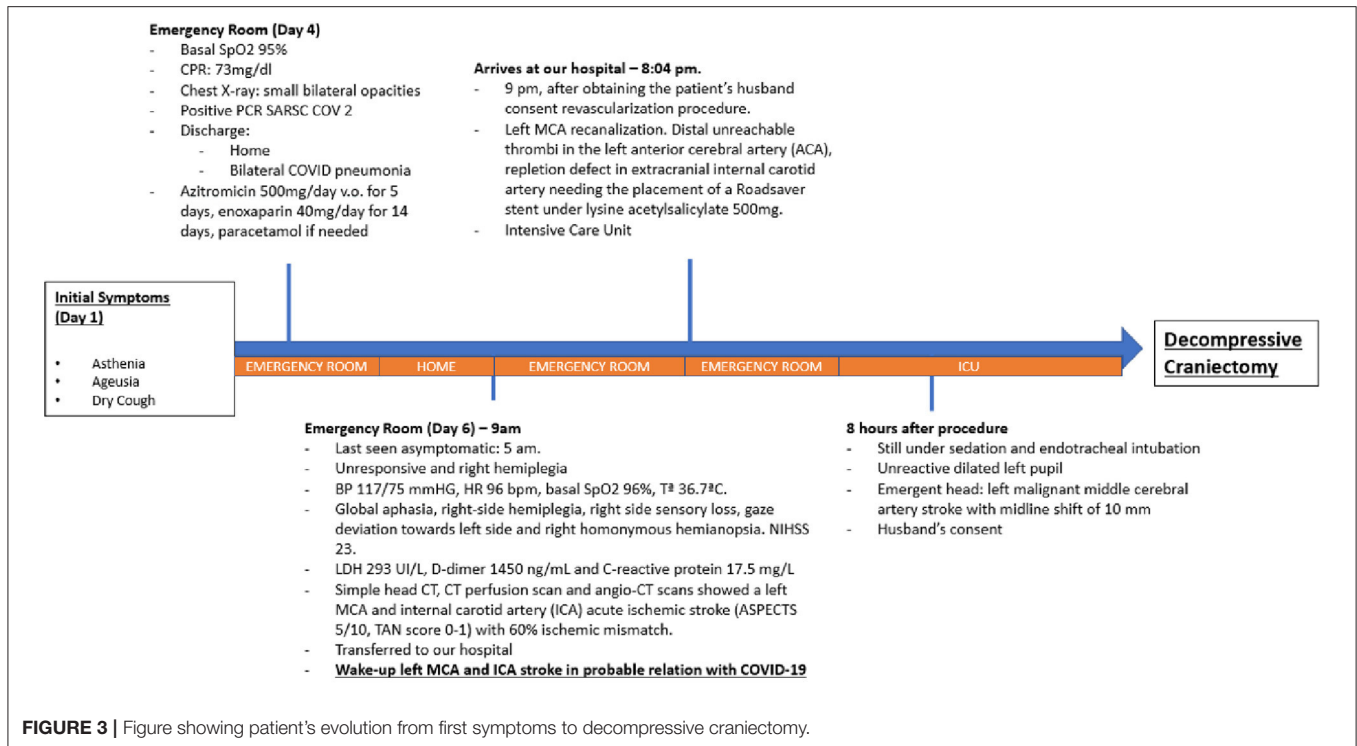 Emergency Room (Day 4)
- Basal SpO2 95%
- CPR: 73mg/dl
- Chest X-ray: small bilateral opacities
- Positive PCR SARSC COV 2
- Discharge:
- Home
- Bilateral COVID pneumonia
- Azitromicin 500mg/day v.o. for 5
days, enoxaparin 40mg/day for 14
days, paracetamol if needed
Arrives at our hospital – 8:04 pm.
- 9 pm, after obtaining the patient's husband
consent revascularization procedure.
- Left MCA recanalization. Distal unreachable
thrombi in the left anterior cerebral artery (ACA),
repletion defect in extracranial internal carotid
artery needing the placement of a Roadsaver
stent under lysine acetylsalicylate 500mg.
- Intensive Care Unit
Initial Symptoms
(Day 1)
• Asthenia
• Ageusia
• Dry Cough
EMERGENCY ROOM HOME EMERGENCY ROOM EMERGENCY ROOM ICU
Decompressive
Craniectomy
Emergency Room (Day 6) – 9am
- Last seen asymptomatic: 5 am.
- Unresponsive and right hemiplegia
- BP 117/75 mmHG, HR 96 bpm, basal SpO2 96%, Tª 36.7ªC.
- Global aphasia, right-side hemiplegia, right side sensory loss, gaze
deviation towards left side and right homonymous hemianopsia. NIHSS
23.
- LDH 293 UI/L, D-dimer 1450 ng/mL and C-reactive protein 17.5 mg/L
- Simple head CT, CT perfusion scan and angio-CT scans showed a left
MCA and internal carotid artery (ICA) acute ischemic stroke (ASPECTS
5/10, TAN score 0-1) with 60% ischemic mismatch.
- Transferred to our hospital
- Wake-up left MCA and ICA stroke in probable relation with COVID-19
8 hours after procedure
- Still under sedation and endotracheal intubation
- Unreactive dilated left pupil
- Emergent head: left malignant middle cerebral
artery stroke with midline shift of 10 mm
- Husband's consent
FIGURE 3 | Figure showing patient's evolution from first symptoms to decompressive craniectomy.